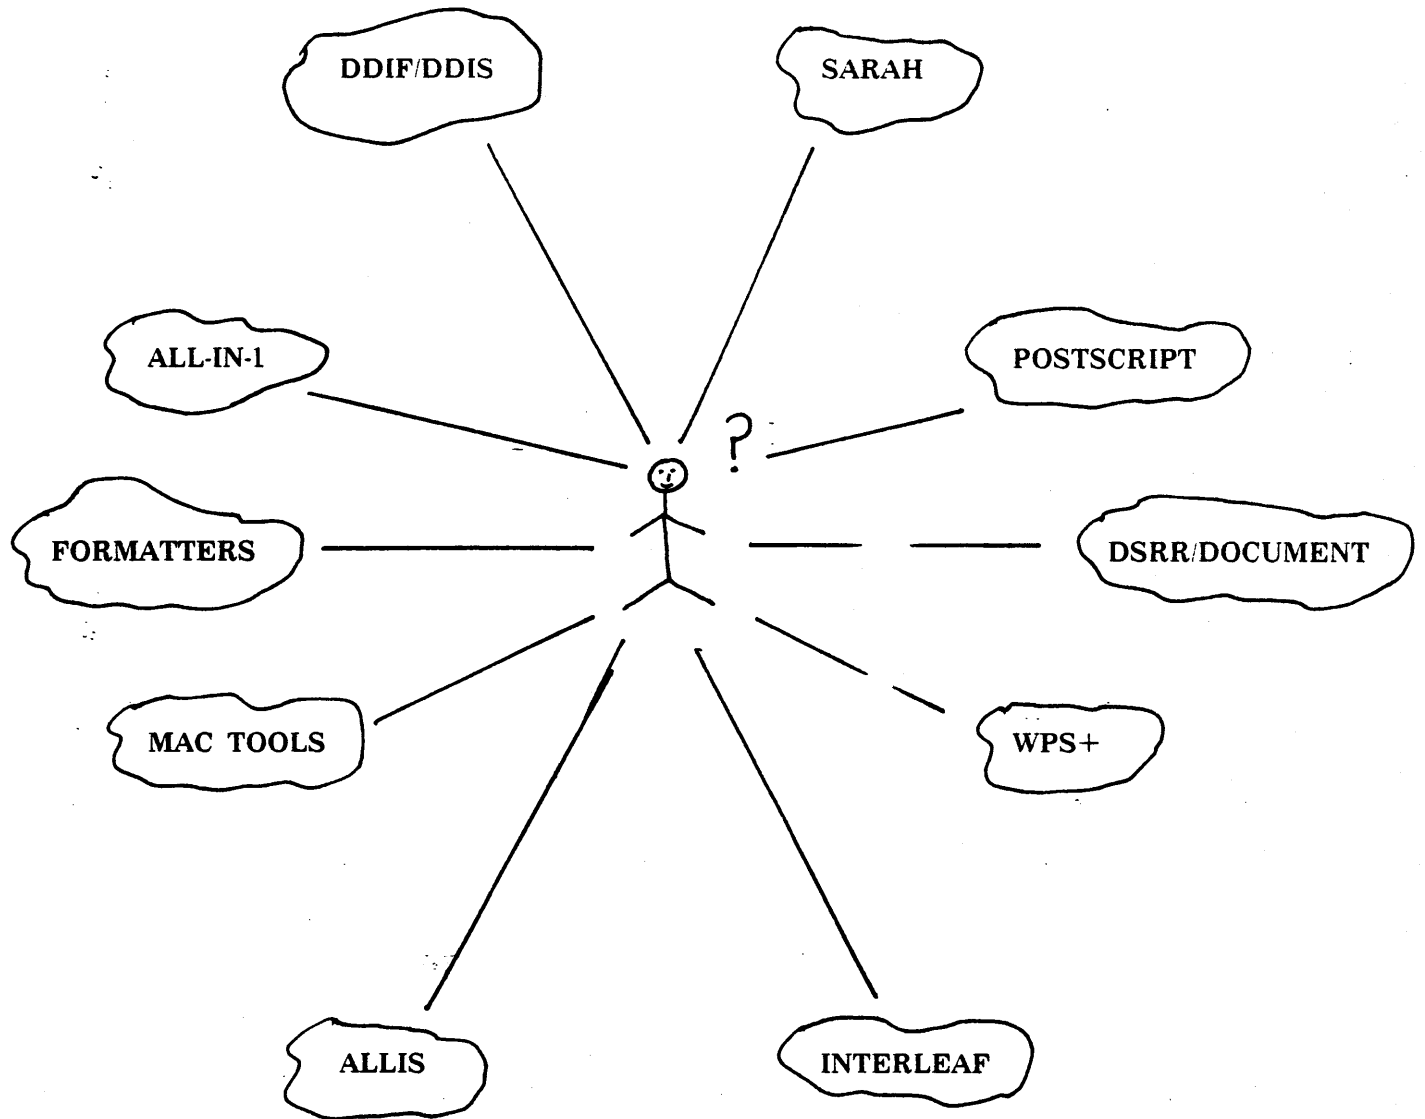 DDIF/DDIS
SARAH
ALL-IN-1
POSTSCRIPT
?
FORMATTERS
DSRR/DOCUMENT
MAC TOOLS
WPS+
ALLIS
INTERLEAF